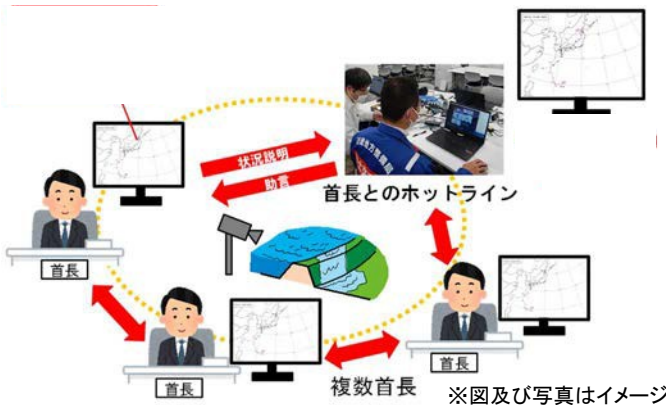 状況説明
助言
首長とのホットライン
首長
首長
首長
複数首長
※図及び写真はイメージ